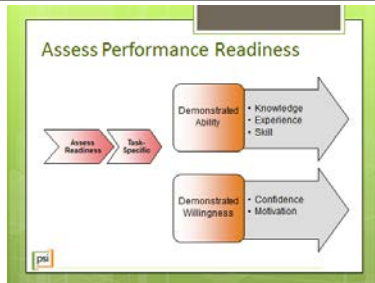 Assess Performance Readiness
Assess
Readiness
Task-
Specific
Demonstrated
Ability
• Knowledge
• Experience
• Skill
Demonstrated
Willingness
• Confidence
• Motivation
psi